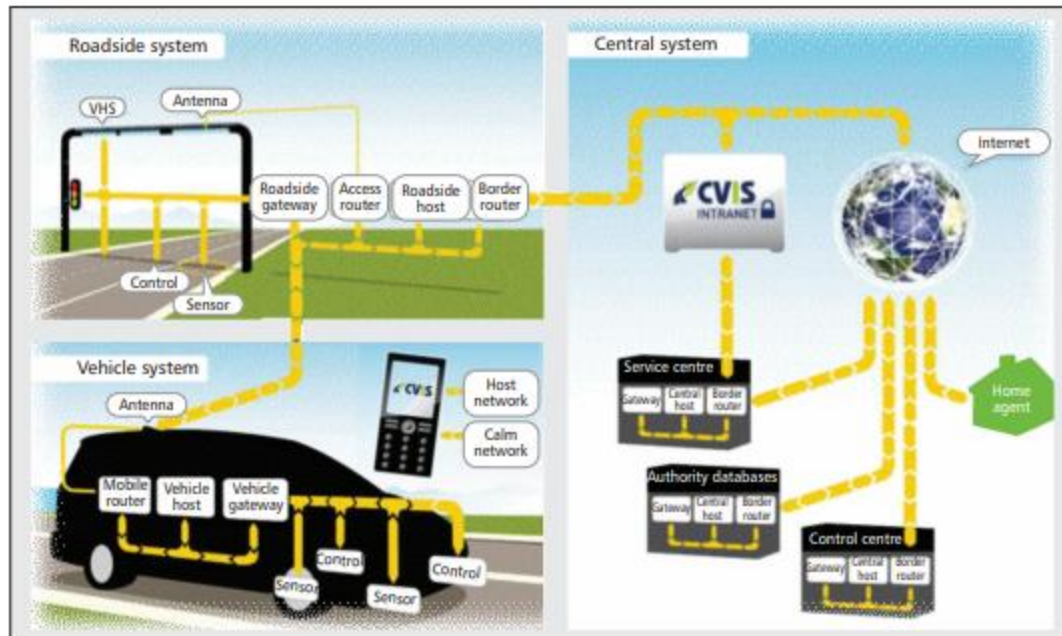 Roadside system
VHS
Antenna
Roadside
gateway
Access
router
Roadside
host
Border
router
Control
Sensor
Vehicle system
Antenna
CVIS
Host
network
Calm
network
Mobile
router
Vehicle
host
Vehicle
gateway
Sensor
Control
Sensor
Control
Central system
Internet
CVIS
INTRANET
Service centre
Gateway
Central
host
Border
router
Home
agent
Authority databases
Gateway
Central
host
Border
router
Control centre
Gateway
Central
host
Border
router